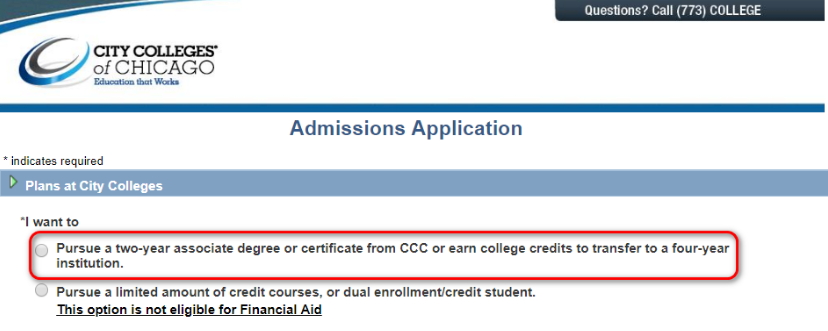 Questions? Call (773) COLLEGE
CITY COLLEGES®
of CHICAGO
Education that Works
Admissions Application
* indicates required
Plans at City Colleges
*I want to
Pursue a two-year associate degree or certificate from CCC or earn college credits to transfer to a four-year
institution.
Pursue a limited amount of credit courses, or dual enrollment/credit student.
This option is not eligible for Financial Aid